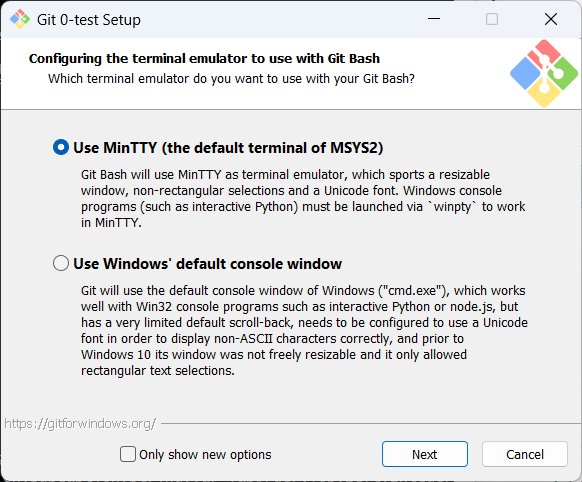 Git 0-test Setup
Configuring the terminal emulator to use with Git Bash
Which terminal emulator do you want to use with your Git Bash?
Use MinTTY (the default terminal of MSYS2)
Git Bash will use MinTTY as terminal emulator, which sports a resizable
window, non-rectangular selections and a Unicode font. Windows console
programs (such as interactive Python) must be launched via `winpty` to work
in MinTTY.
Use Windows' default console window
Git will use the default console window of Windows ("cmd.exe"), which works
well with Win32 console programs such as interactive Python or node.js, but
has a very limited default scroll-back, needs to be configured to use a Unicode
font in order to display non-ASCII characters correctly, and prior to
Windows 10 its window was not freely resizable and it only allowed
rectangular text selections.
https://gitforwindows.org/
Only show new options
Next
Cancel